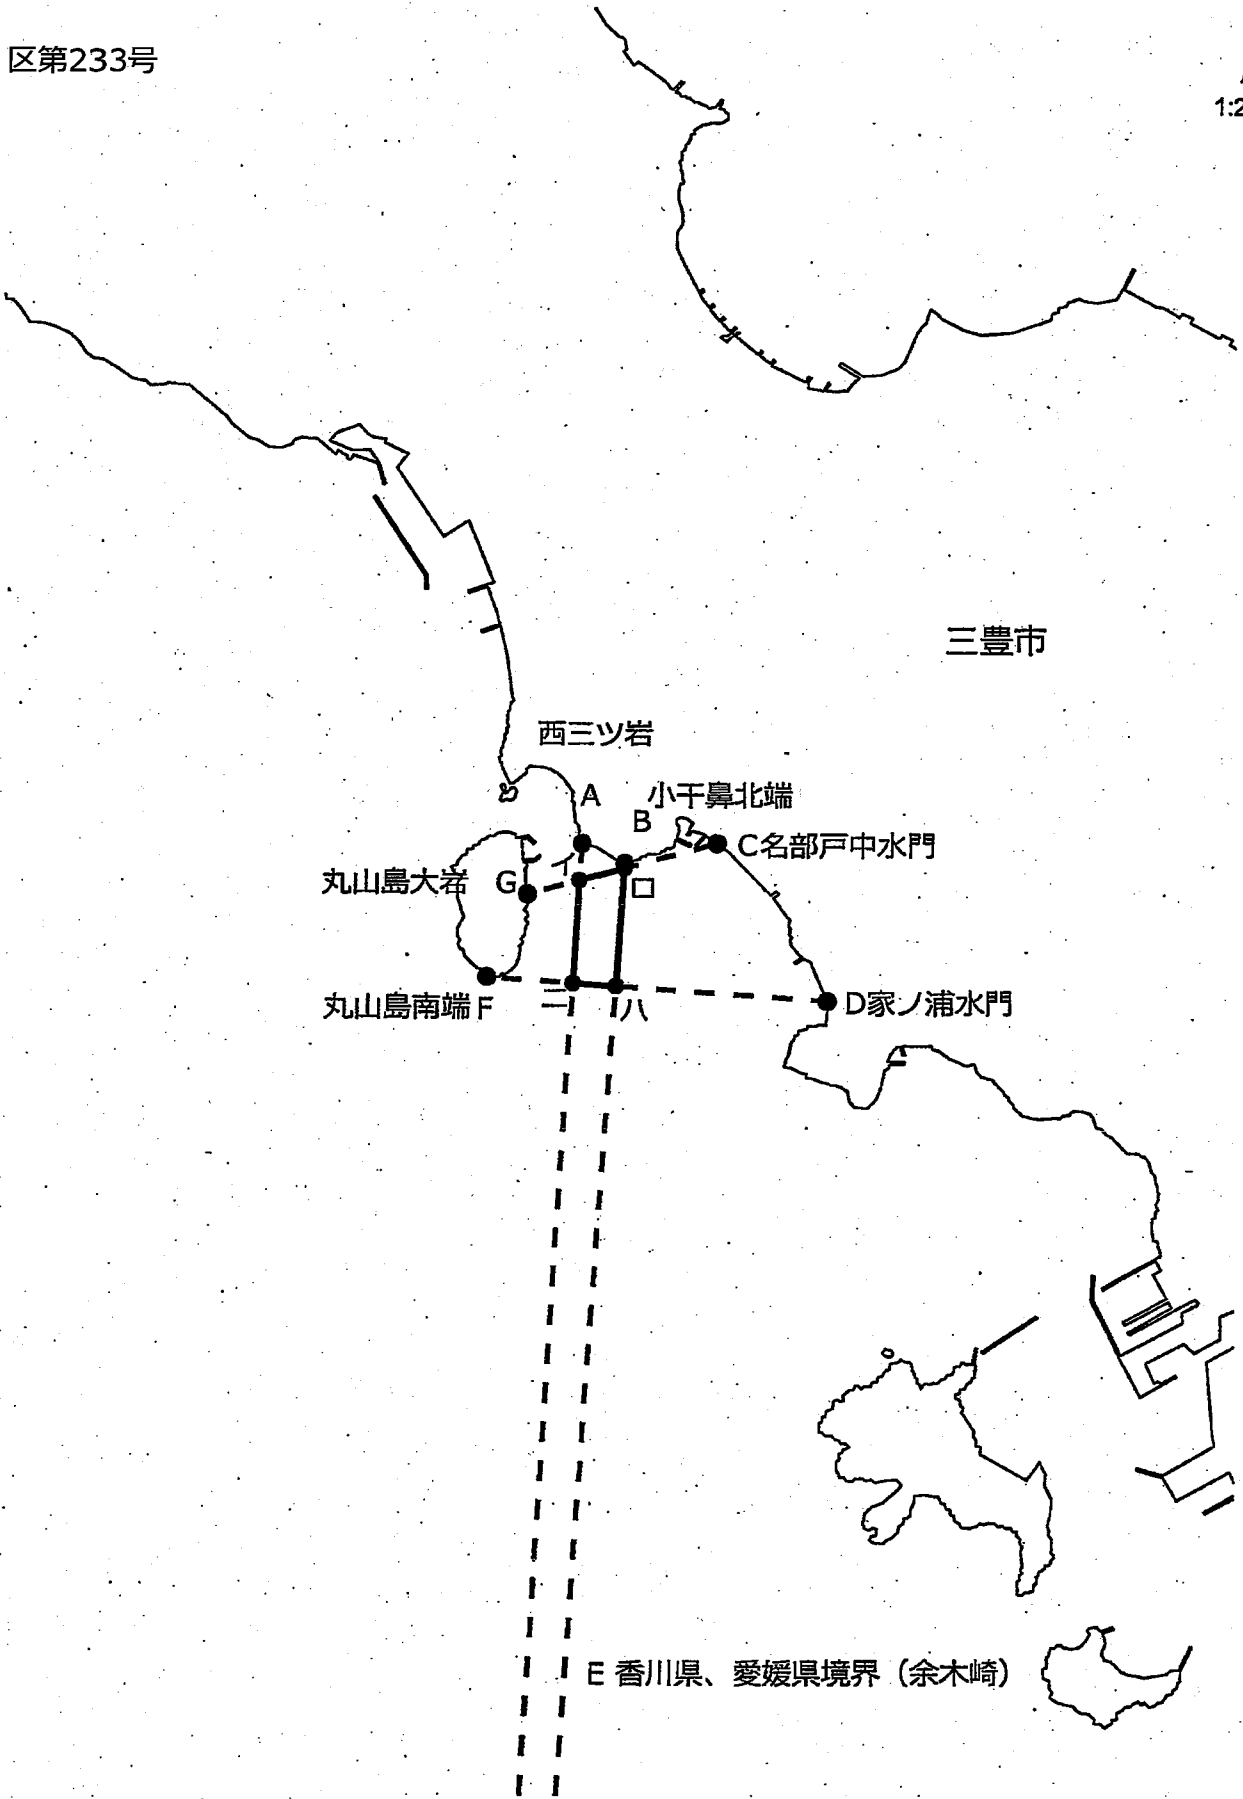 区第233号
1:2
三豊市
西三ツ岩
A
小干鼻北端
B
C名部戸中水門
イ
丸山島大岩 G
ロ
丸山島南端F
ニ
ハ
D家ノ浦水門
E 香川県、愛媛県境界（余木崎）